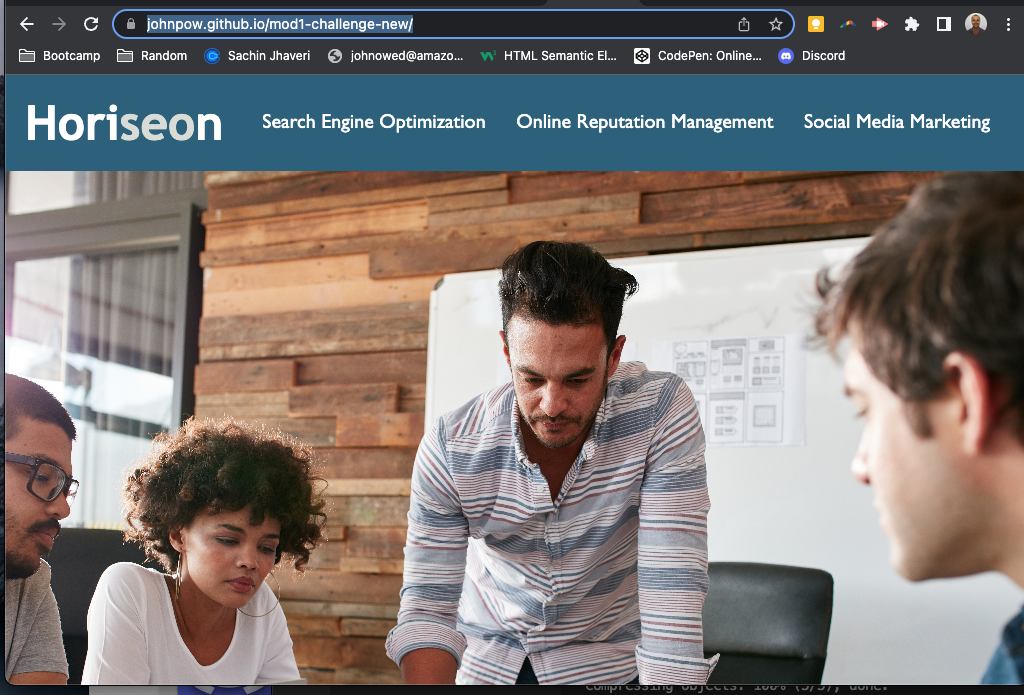 johnpow.github.io/mod1-challenge-new/
Bootcamp Random Sachin Jhaveri johnowed@amazo... HTML Semantic El... CodePen: Online... Discord
Horiseon Search Engine Optimization Online Reputation Management Social Media Marketing
Compressing objects: 100% (5/5), done.